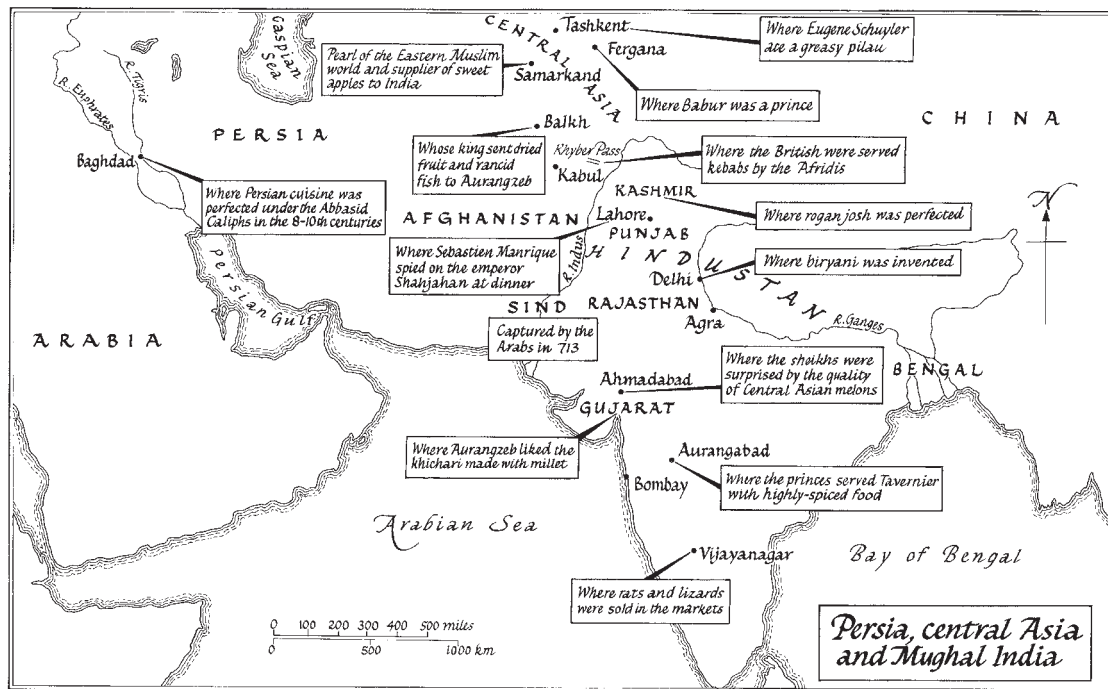 Caspian
Sea
CENTRAL ASIA
Tashkent
Where Eugene Schuyler
ate a greasy pilau
Fergana
Pearl of the Eastern Muslim
world and supplier of sweet
apples to India
Samarkand
Where Babur was a prince
R. Tigris
R. Euphrates
PERSIA
CHINA
Balkh
Whose king sent dried
fruit and rancid
fish to Aurangzeb
Khyber Pass
Where the British were served
kebabs by the Afridis
Kabul
Baghdad
Where Persian cuisine was
perfected under the Abbasid
Caliphs in the 8-10th centuries
KASHMIR
Where rogan josh was perfected
N
AFGHANISTAN
Lahore
PUNJAB
Where Sebastien Manrique
spied on the emperor
Shahjahan at dinner
R. Indus
HINDUSTAN
Delhi
Where biryani was invented
Persian Gulf
SIND
RAJASTHAN
Agra
R. Ganges
ARABIA
Captured by the
Arabs in 713
BENGAL
Where the sheikhs were
surprised by the quality
of Central Asian melons
Ahmadabad
GUJARAT
Where Aurangzeb liked the
khichari made with millet
Aurangabad
Where the princes served Tavernier
with highly-spiced food
Bombay
Arabian Sea
Vijayanagar
Bay of Bengal
Where rats and lizards
were sold in the markets
0 100 200 300 400 500 miles
0 500 1000 km
Persia, central Asia
and Mughal India